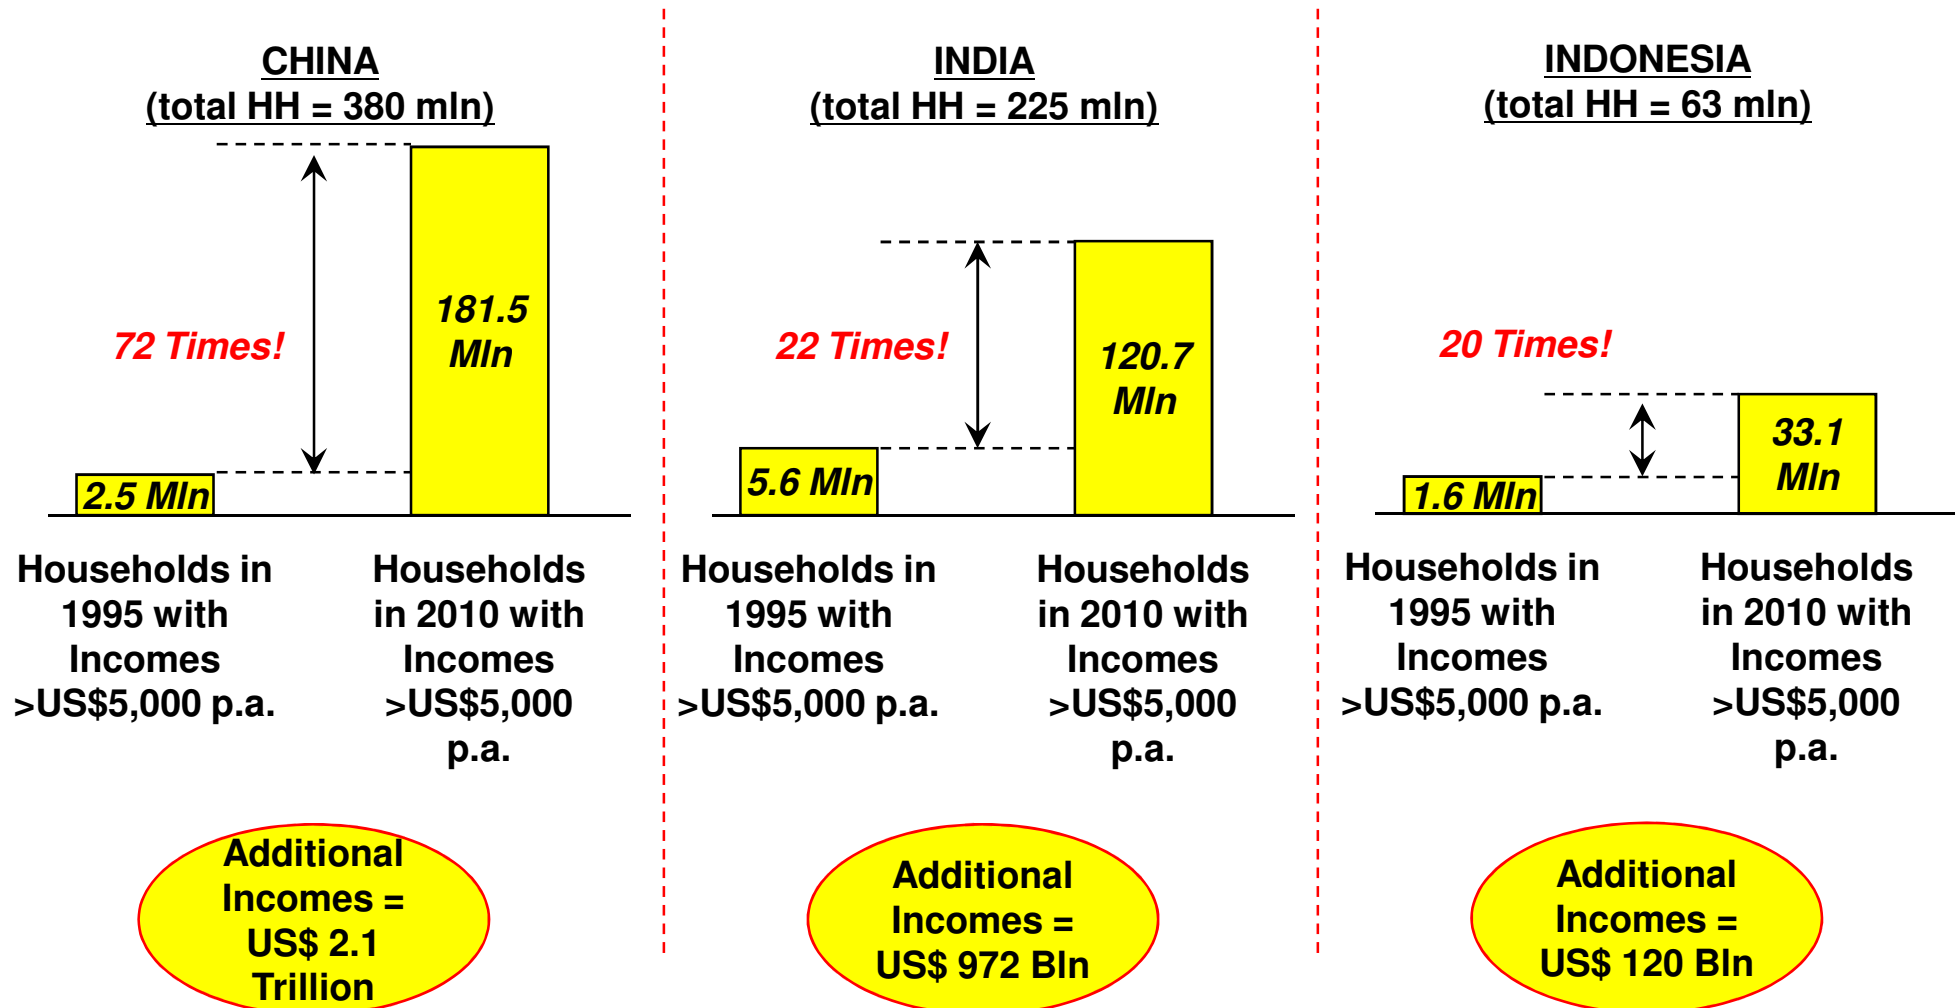 CHINA
(total HH = 380 mln)
72 Times!
2.5 Mln
181.5
Mln
Households in
1995 with
Incomes
>US$5,000 p.a.
Households
in 2010 with
Incomes
>US$5,000
p.a.
Additional
Incomes =
US$ 2.1
Trillion
INDIA
(total HH = 225 mln)
22 Times!
5.6 Mln
120.7
Mln
Households in
1995 with
Incomes
>US$5,000 p.a.
Households
in 2010 with
Incomes
>US$5,000
p.a.
Additional
Incomes =
US$ 972 Bln
INDONESIA
(total HH = 63 mln)
20 Times!
1.6 Mln
33.1
Mln
Households in
1995 with
Incomes
>US$5,000 p.a.
Households
in 2010 with
Incomes
>US$5,000
p.a.
Additional
Incomes =
US$ 120 Bln